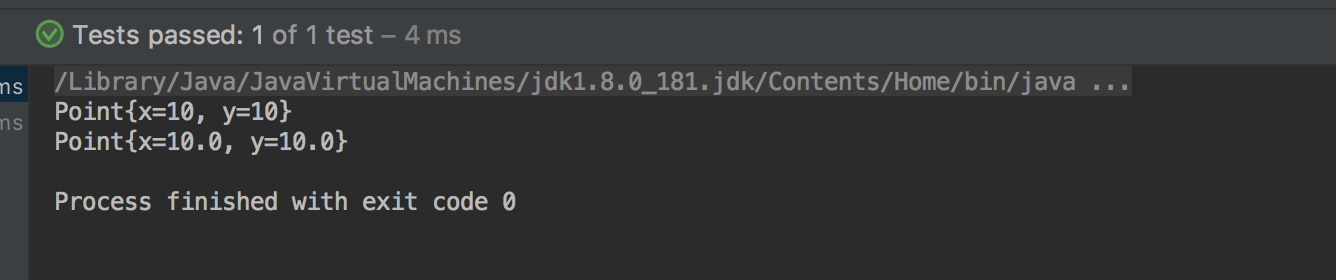 Tests passed: 1 of 1 test – 4 ms
ms
/Library/Java/JavaVirtualMachines/jdk1.8.0_181.jdk/Contents/Home/bin/java ...
Point{x=10, y=10}
ms
Point{x=10.0, y=10.0}
Process finished with exit code 0